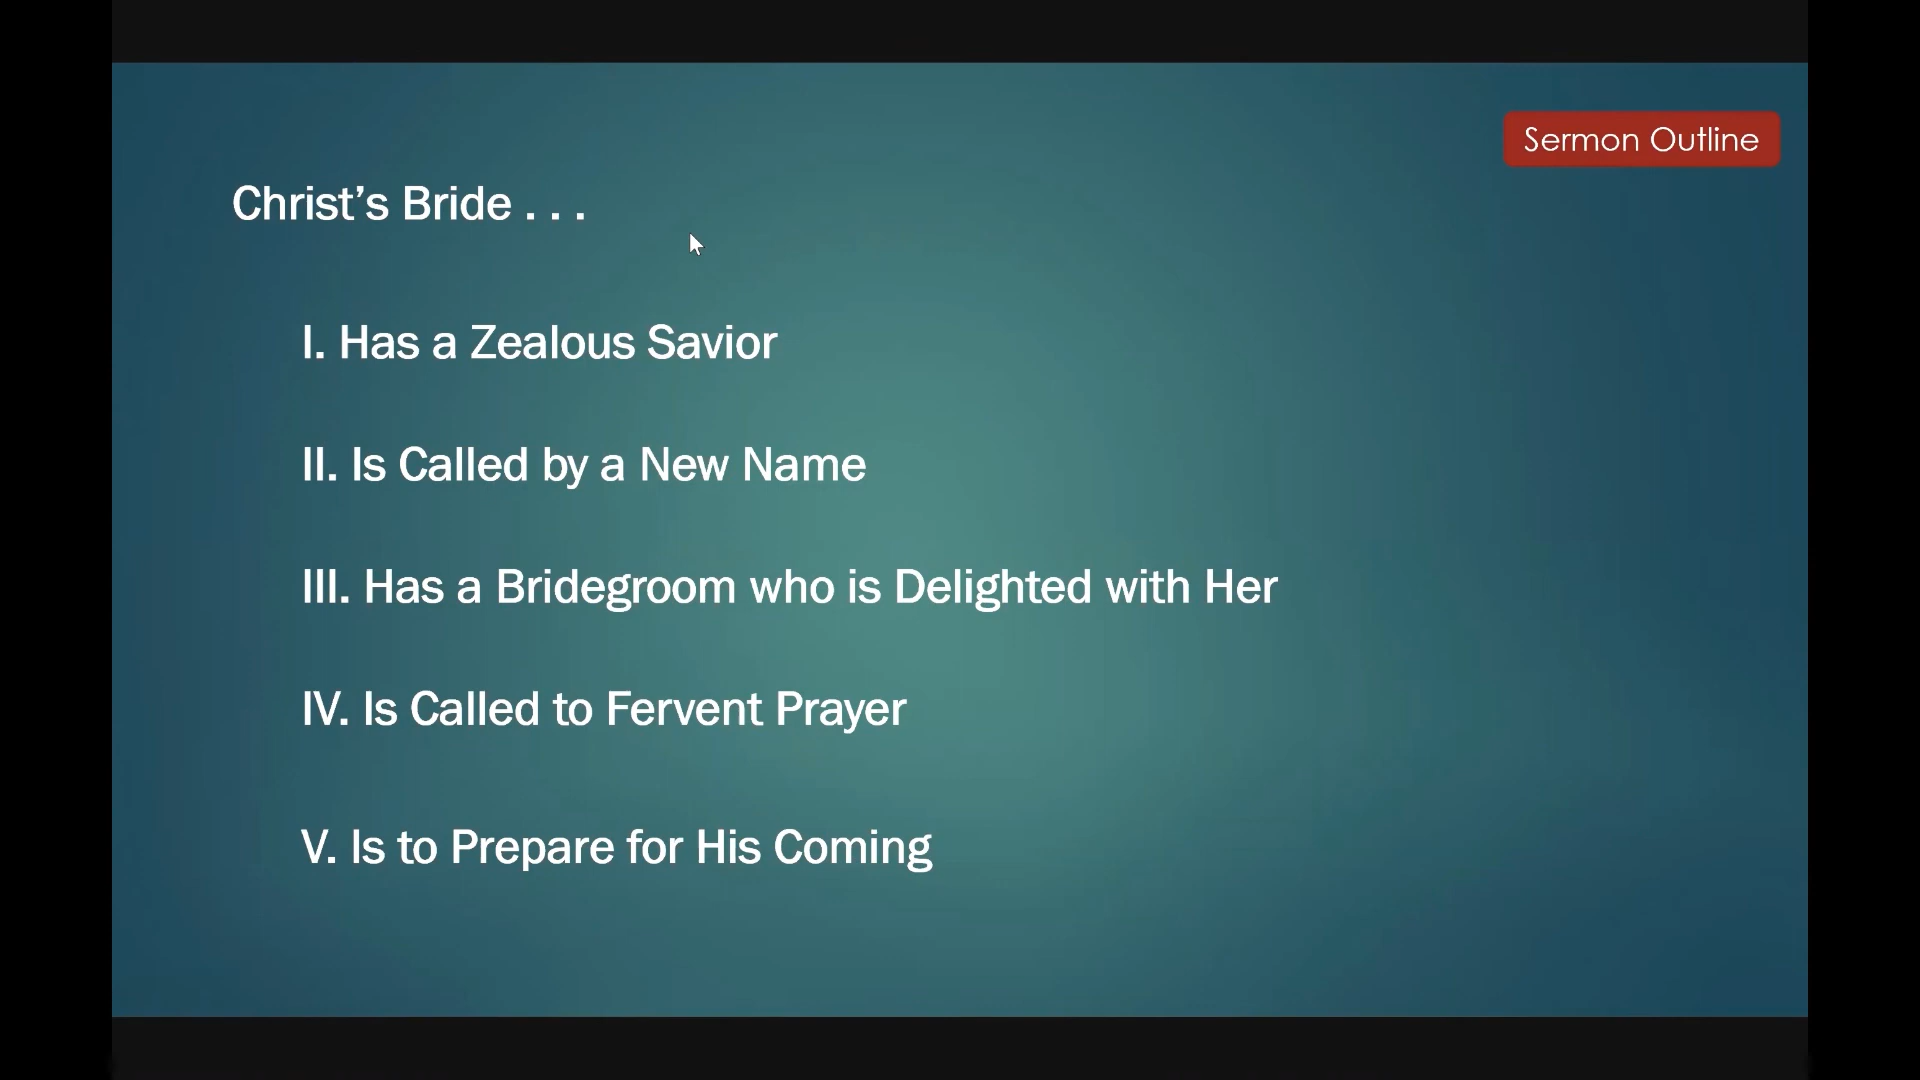 Sermon Outline
Christ’s Bride . . .
I. Has a Zealous Savior
II. Is Called by a New Name
III. Has a Bridegroom who is Delighted with Her
IV. Is Called to Fervent Prayer
V. Is to Prepare for His Coming